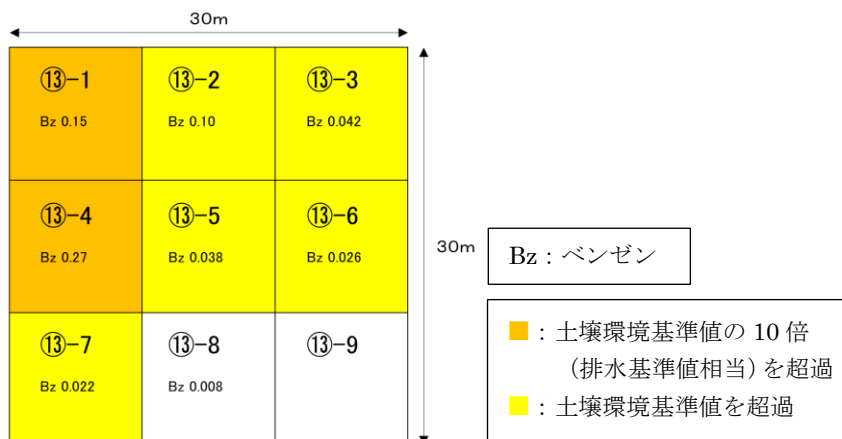 30m
⑬-1
Bz 0.15
⑬-2
Bz 0.10
⑬-3
Bz 0.042
⑬-4
Bz 0.27
⑬-5
Bz 0.038
⑬-6
Bz 0.026
⑬-7
Bz 0.022
⑬-8
Bz 0.008
⑬-9
30m
Bz:ベンゼン
■:土壌環境基準値の 10 倍
(排水基準値相当)を超過
■:土壌環境基準値を超過